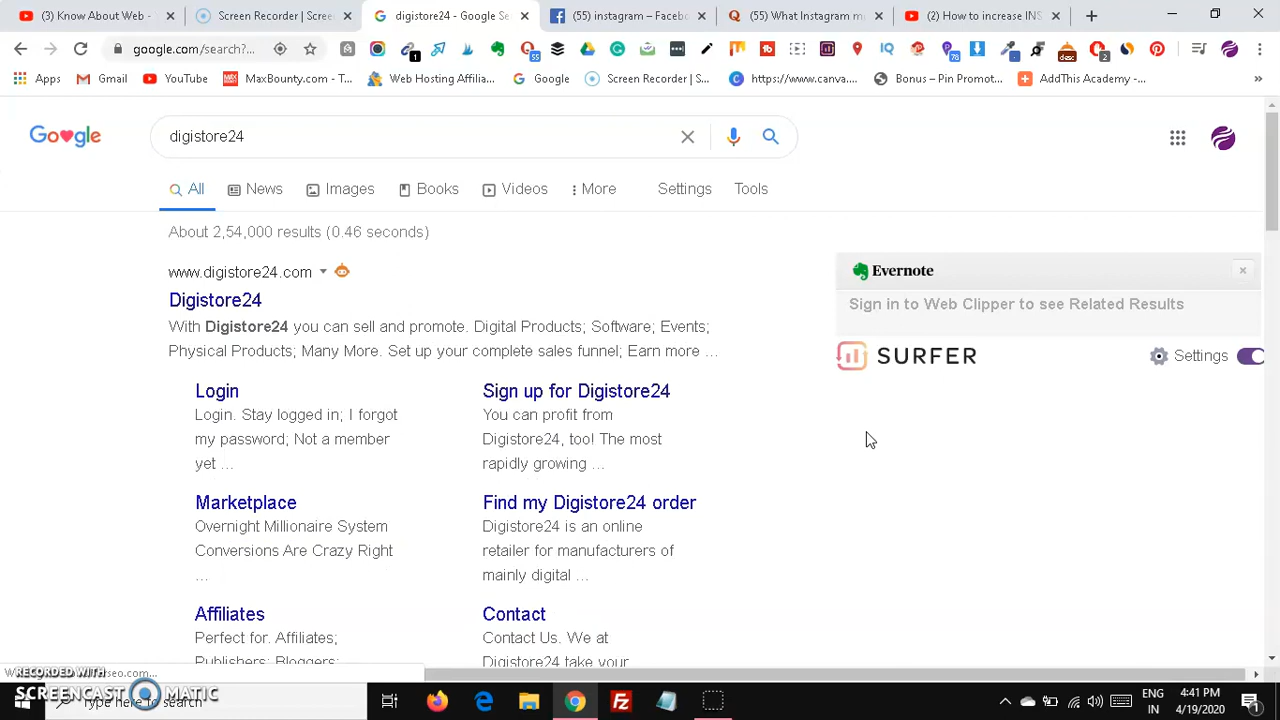 (3) Know About Web -
Screen Recorder | Screen
digistore24 - Google Se
(55) instagram – Facebo
(55) What Instagram m
(2) How to increase INS
google.com/search?...
55
1
78
desc
2
Apps
Gmail
YouTube
MaxBounty.com - T...
Web Hosting Affilia...
Google
Screen Recorder | S...
https://www.canva....
Bonus – Pin Promot...
AddThis Academy -...
digistore24
All
News
Images
Books
Videos
More
Settings
Tools
About 2,54,000 results (0.46 seconds)
www.digistore24.com
Digistore24
With Digistore24 you can sell and promote. Digital Products; Software; Events;
Physical Products; Many More. Set up your complete sales funnel; Earn more ...
Evernote
Sign in to Web Clipper to see Related Results
SURFER
Settings
Login
Login. Stay logged in; I forgot
my password; Not a member
yet ...
Sign up for Digistore24
You can profit from
Digistore24, too! The most
rapidly growing ...
Marketplace
Overnight Millionaire System
Conversions Are Crazy Right
...
Find my Digistore24 order
Digistore24 is an online
retailer for manufacturers of
mainly digital ...
Affiliates
Perfect for. Affiliates;
Publishers; Bloggers;
Contact
Contact Us. We at
Digistore24 take your
RECORDED WITH
SCREENCAST MATIC
Type here to search
ENG
IN
4:41 PM
4/19/2020
1